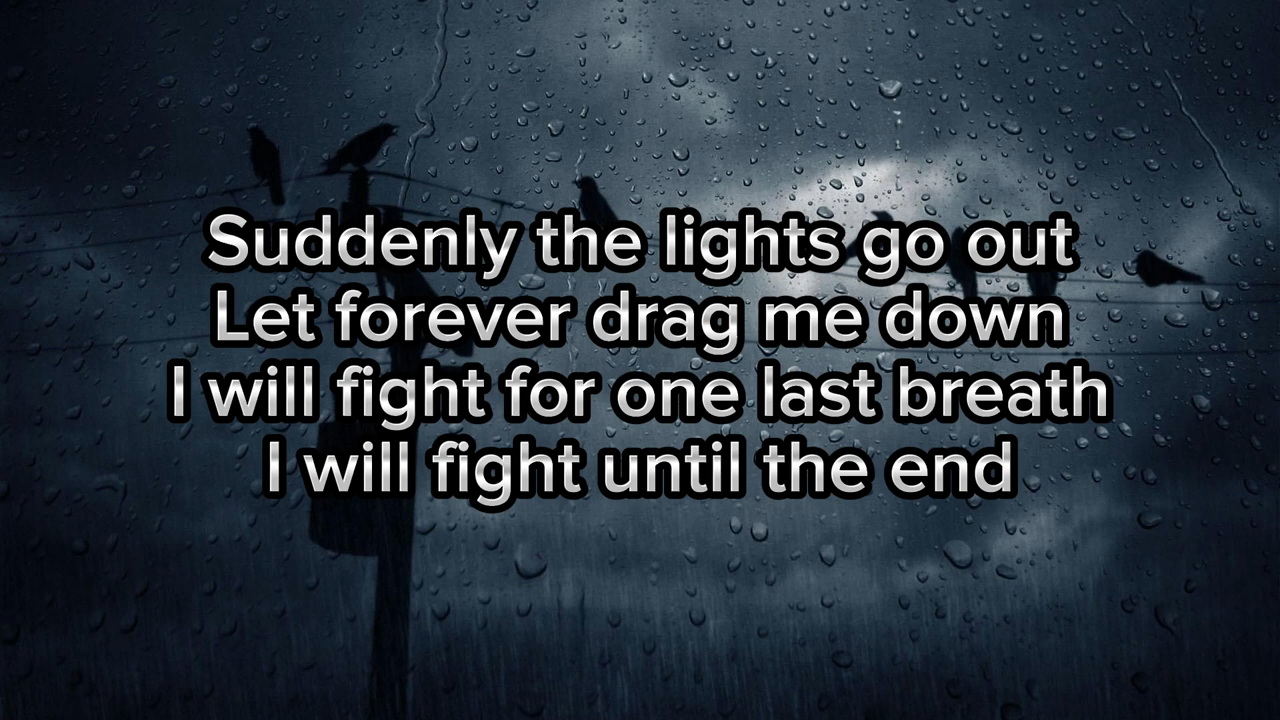 Suddenly the lights go out
Let forever drag me down
I will fight for one last breath
I will fight until the end